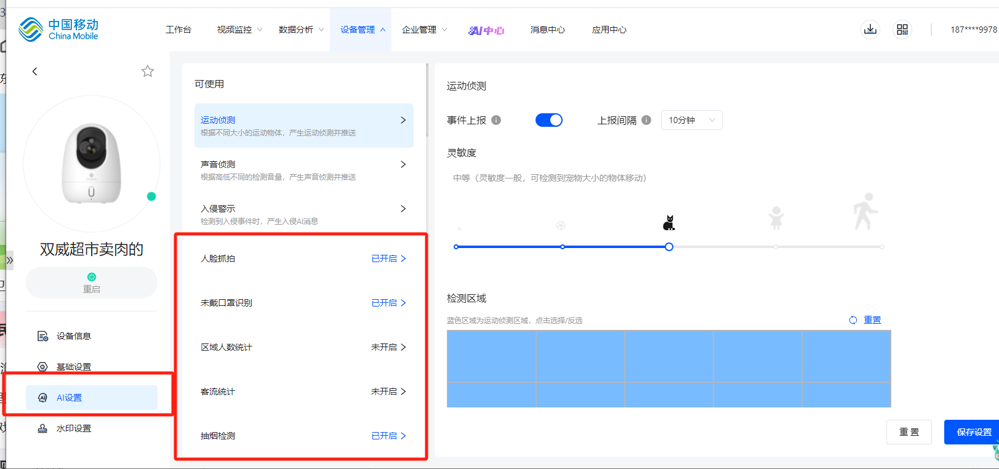 中国移动
China Mobile
工作台
视频监控
数据分析
设备管理
企业管理
AI中心
消息中心
应用中心
187****9978
双威超市卖肉的
重启
设备信息
基础设置
AI设置
水印设置
可使用
运动侦测
根据不同大小的运动物体，产生运动侦测并推送
声音侦测
根据高低不同的检测音量，产生声音侦测并推送
入侵警示
检测到入侵事件时，产生入侵AI消息
人脸抓拍
已开启
未戴口罩识别
已开启
区域人数统计
未开启
客流统计
未开启
抽烟检测
已开启
运动侦测
事件上报
上报间隔
10分钟
灵敏度
中等（灵敏度一般，可检测到宠物大小的物体移动）
检测区域
蓝色区域为运动侦测区域，点击选择/反选
重置
重 置
保存设置